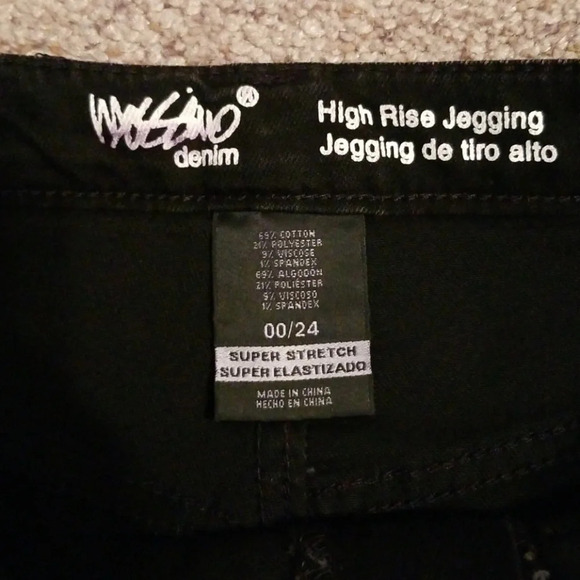 Mossimo®
denim
High Rise Jegging
Jegging de tiro alto
69% COTTON
21% POLYESTER
9% VISCOSE
1% SPANDEX
69% ALGODÓN
21% POLIÉSTER
9% VISCOSO
1% SPANDEX
00/24
SUPER STRETCH
SUPER ELASTIZADO
MADE IN CHINA
HECHO EN CHINA